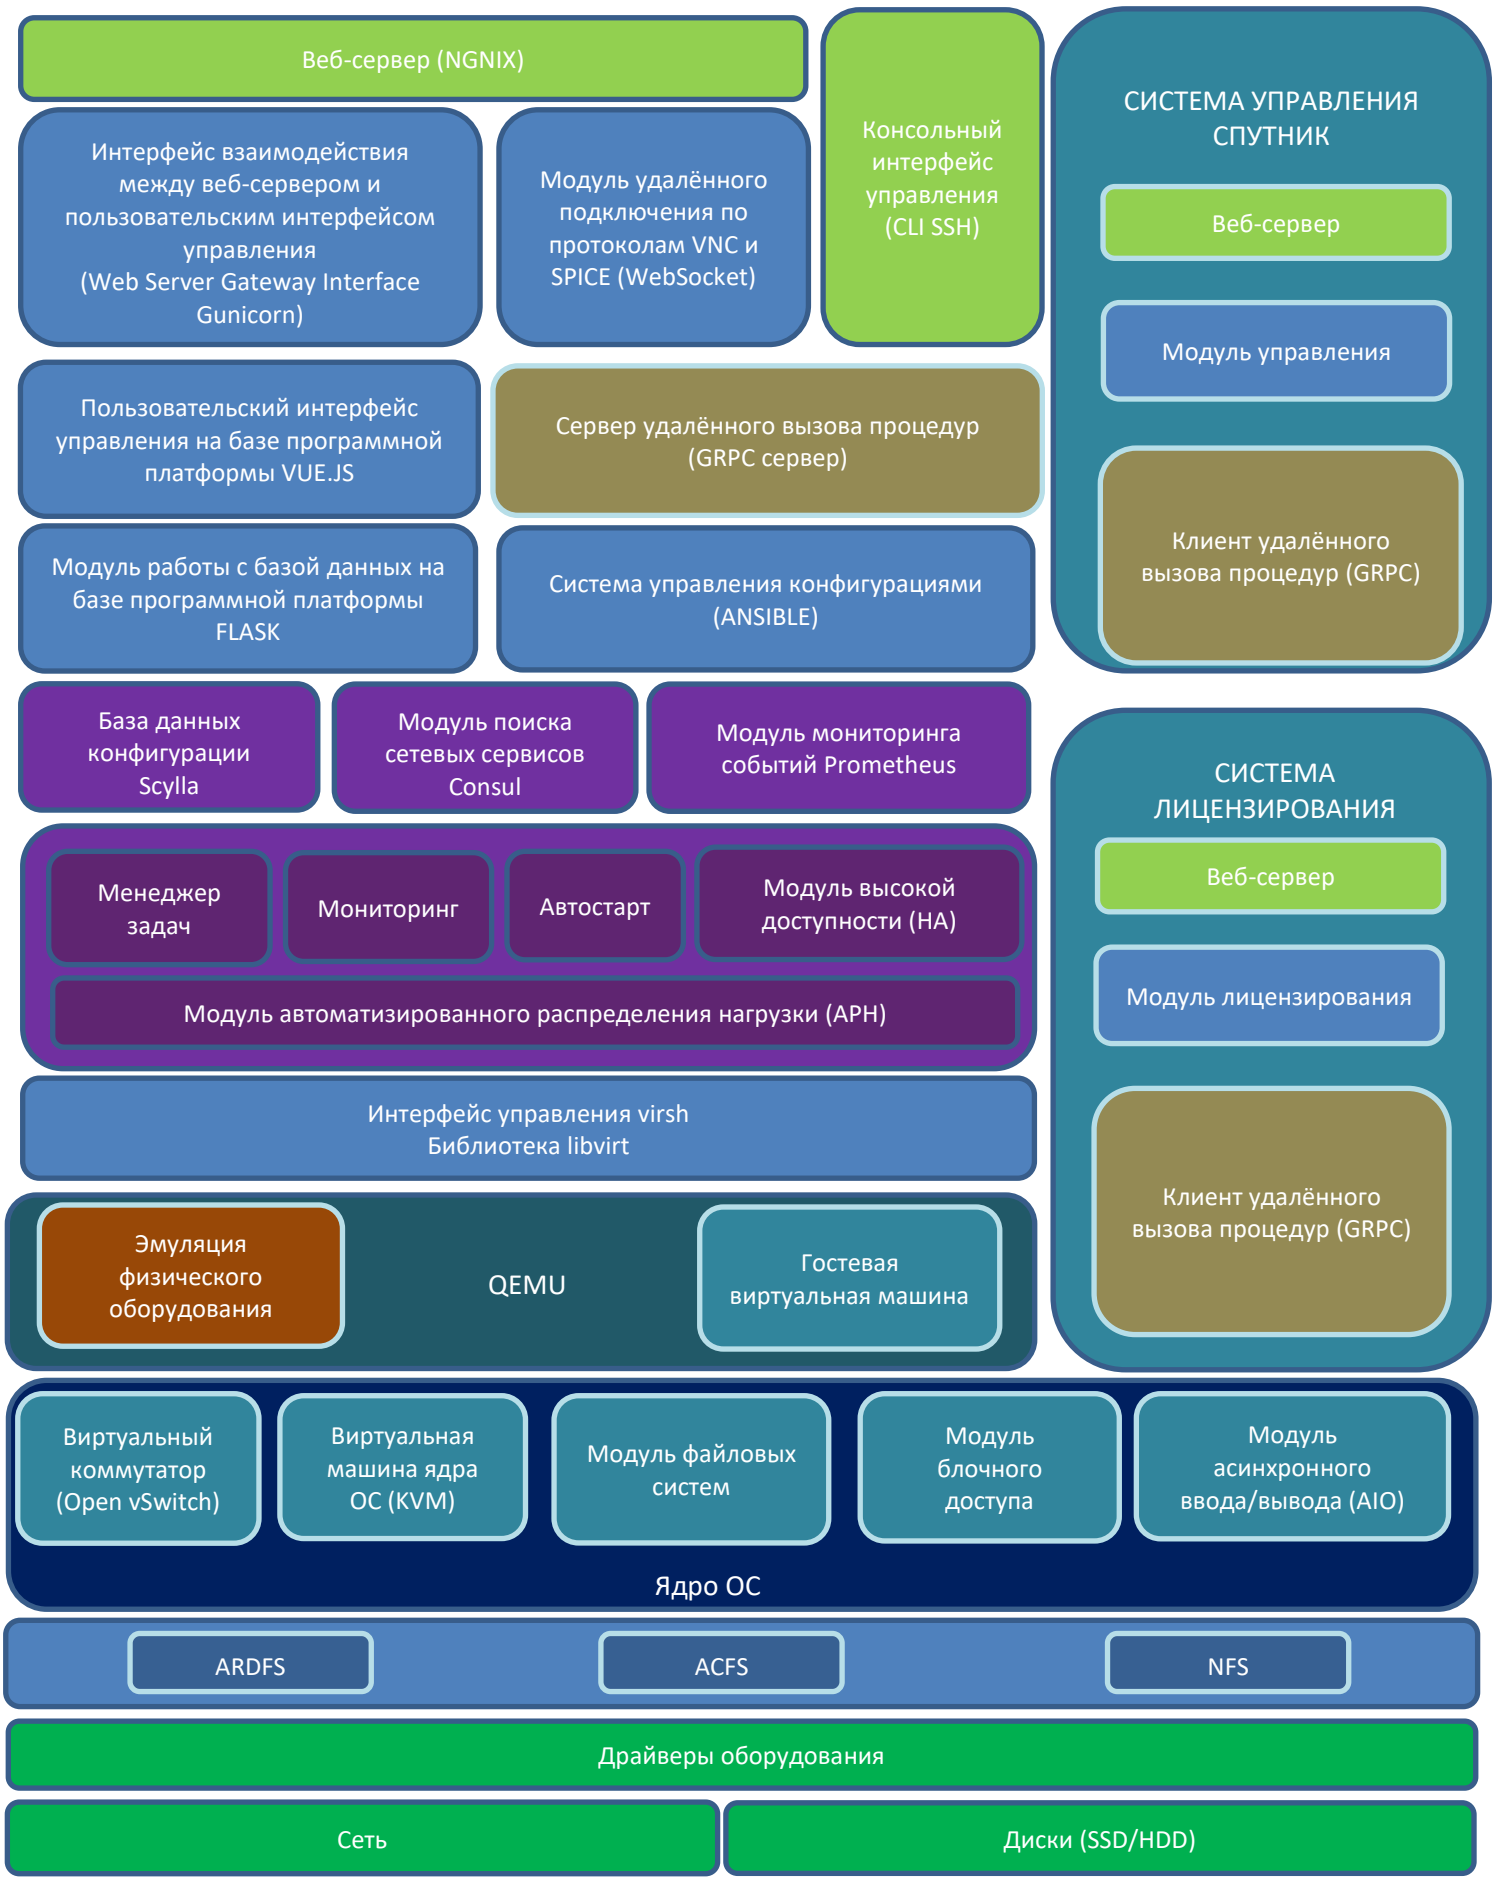 Веб-сервер (NGNIX)
Интерфейс взаимодействия
между веб-сервером и
пользовательским интерфейсом
управления
(Web Server Gateway Interface
Gunicorn)
Модуль удалённого
подключения по
протоколам VNC и
SPICE (WebSocket)
Консольный
интерфейс
управления
(CLI SSH)
Пользовательский интерфейс
управления на базе программной
платформы VUE.JS
Сервер удалённого вызова процедур
(GRPC сервер)
Модуль работы с базой данных на
базе программной платформы
FLASK
Система управления конфигурациями
(ANSIBLE)
База данных
конфигурации
Scylla
Модуль поиска
сетевых сервисов
Consul
Модуль мониторинга
событий Prometheus
Менеджер
задач
Мониторинг
Автостарт
Модуль высокой
доступности (HA)
Модуль автоматизированного распределения нагрузки (АРН)
Интерфейс управления virsh
Библиотека libvirt
Эмуляция
физического
оборудования
QEMU
Гостевая
виртуальная машина
СИСТЕМА УПРАВЛЕНИЯ
СПУТНИК
Веб-сервер
Модуль управления
Клиент удалённого
вызова процедур (GRPC)
СИСТЕМА
ЛИЦЕНЗИРОВАНИЯ
Веб-сервер
Модуль лицензирования
Клиент удалённого
вызова процедур (GRPC)
Виртуальный
коммутатор
(Open vSwitch)
Виртуальная
машина ядра
ОС (KVM)
Модуль файловых
систем
Модуль
блочного
доступа
Модуль
асинхронного
ввода/вывода (AIO)
Ядро ОС
ARDFS
ACFS
NFS
Драйверы оборудования
Сеть
Диски (SSD/HDD)